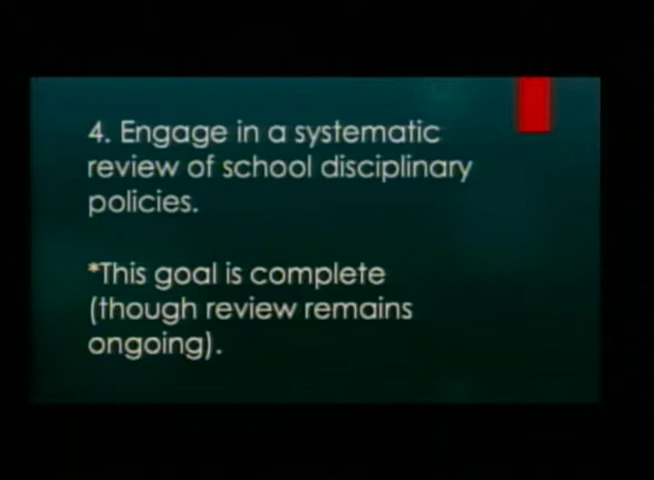 4. Engage in a systematic
review of school disciplinary
policies.
*This goal is complete
(though review remains
ongoing).